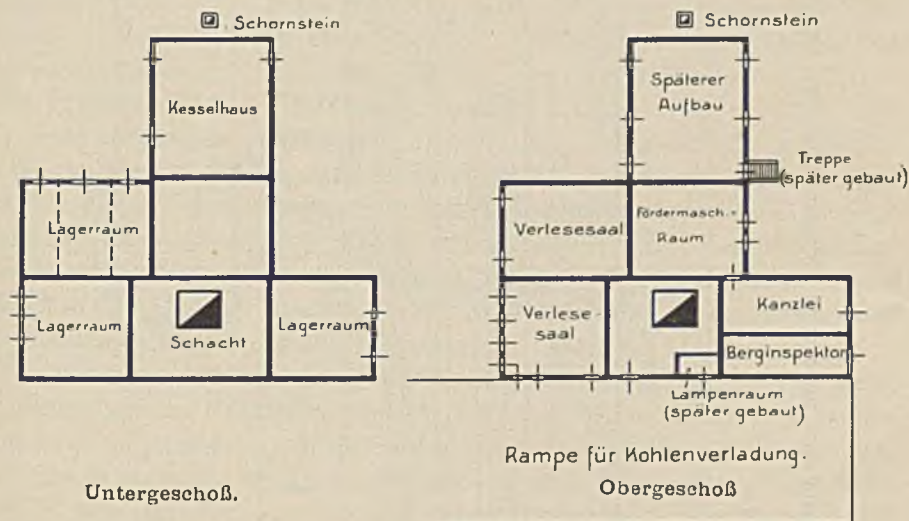 Schornstein
Kesselhaus
Lagerraum
Lagerraum
Schacht
Lagerraum
Untergeschoß.
Schornstein
Späterer
Aufbau
Treppe
(später gebaut)
Verlesesaal
Fördermasch.-
Raum
Verlese-
saal
Kanzlei
Berginspektor
Lampenraum
(später gebaut)
Rampe für Kohlenverladung.
Obergeschoß